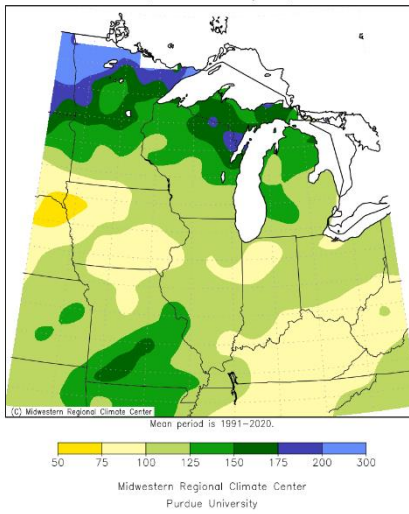 (C) Midwestern Regional Climate Center
Mean period is 1991-2020.
50 75 100 125 150 175 200 300
Midwestern Regional Climate Center
Purdue University